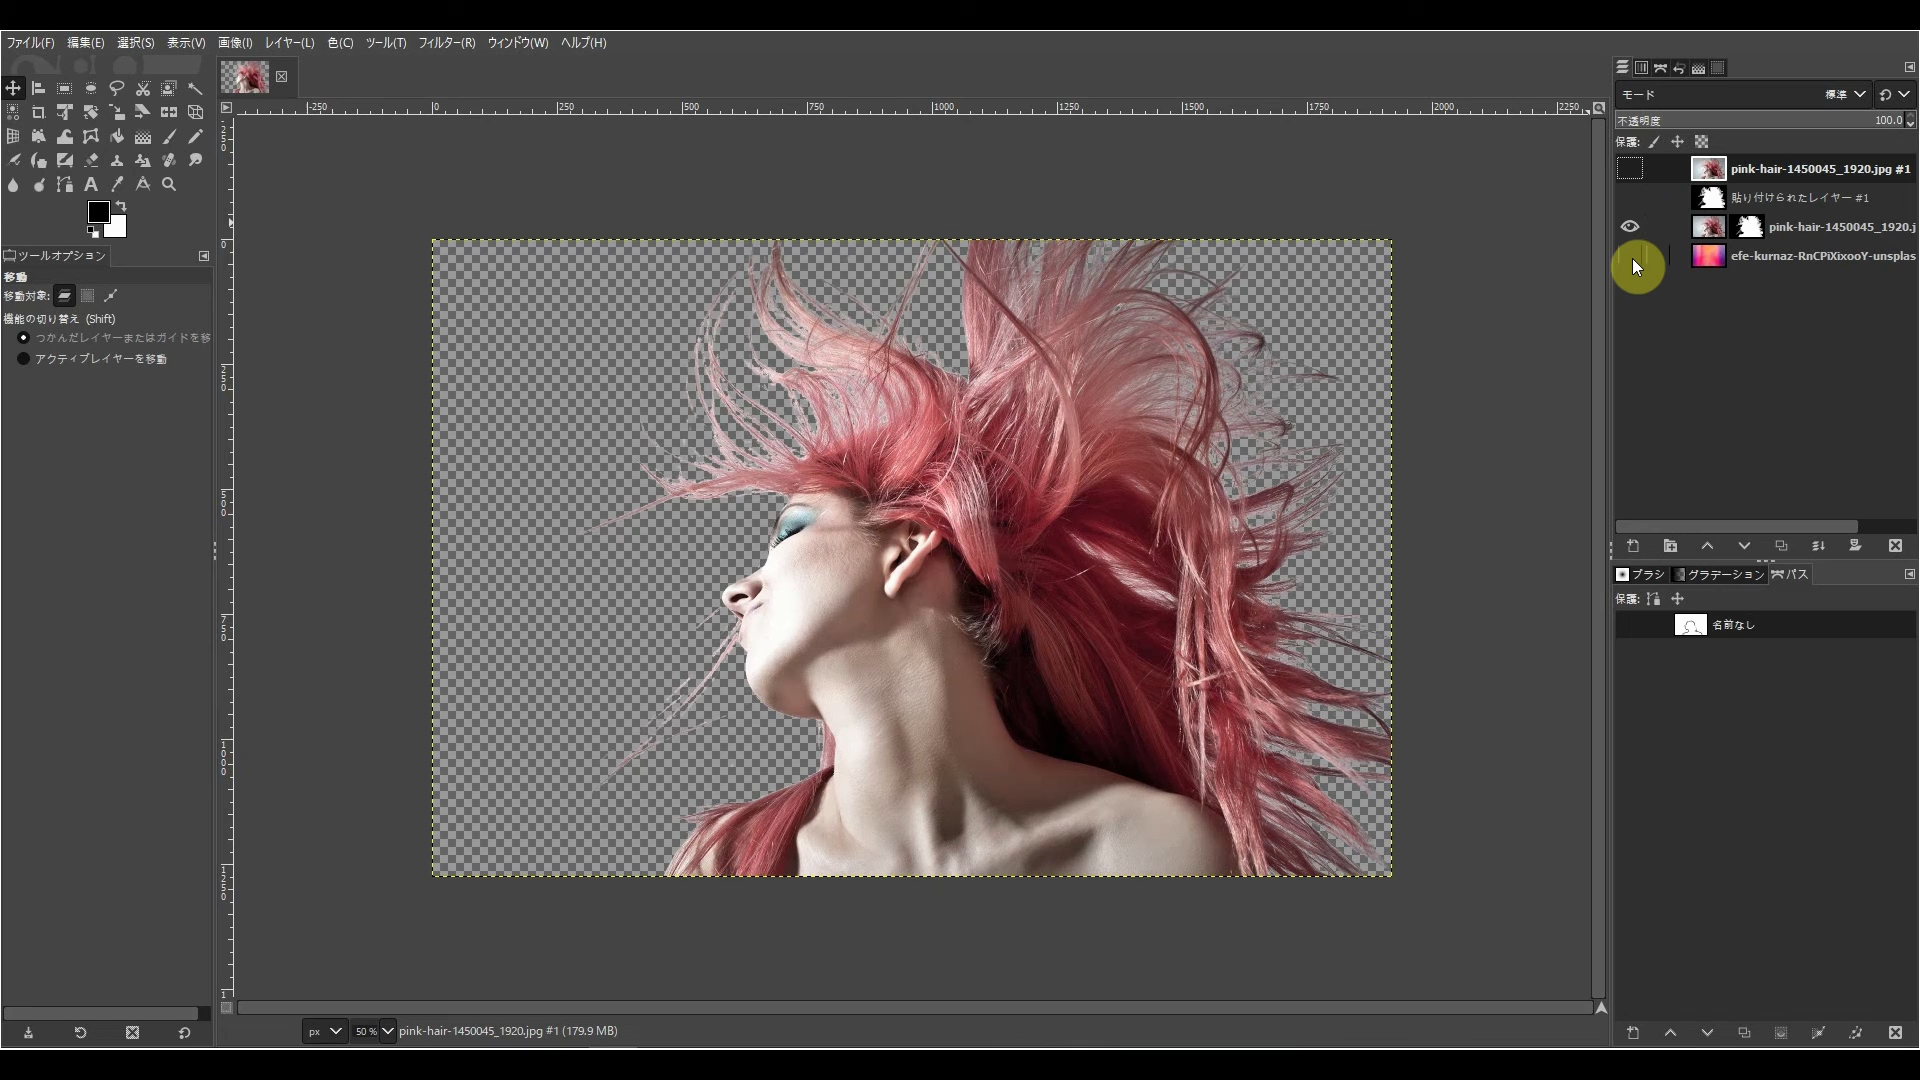 ファイル(F) 編集(E) 選択(S) 表示(V) 画像(I) レイヤー(L) 色(C) ツール(T) フィルター(R) ウィンドウ(W) ヘルプ(H)
-250 0 250 500 750 1000 1250 1500 1750 2000 2250
モード 標準
不透明度 100.0
保護:
pink-hair-1450045_1920.jpg #1
貼り付けられたレイヤー #1
pink-hair-1450045_1920.j
efe-kurnaz-RnCPiXixooY-unsplas
ツールオプション
移動
移動対象:
機能の切り替え (Shift)
つかんだレイヤーまたはガイドを移
アクティブレイヤーを移動
250
0
250
500
750
1000
1250
1
ブラシ グラデーション パス
保護:
名前なし
px 50 % pink-hair-1450045_1920.jpg #1 (179.9 MB)